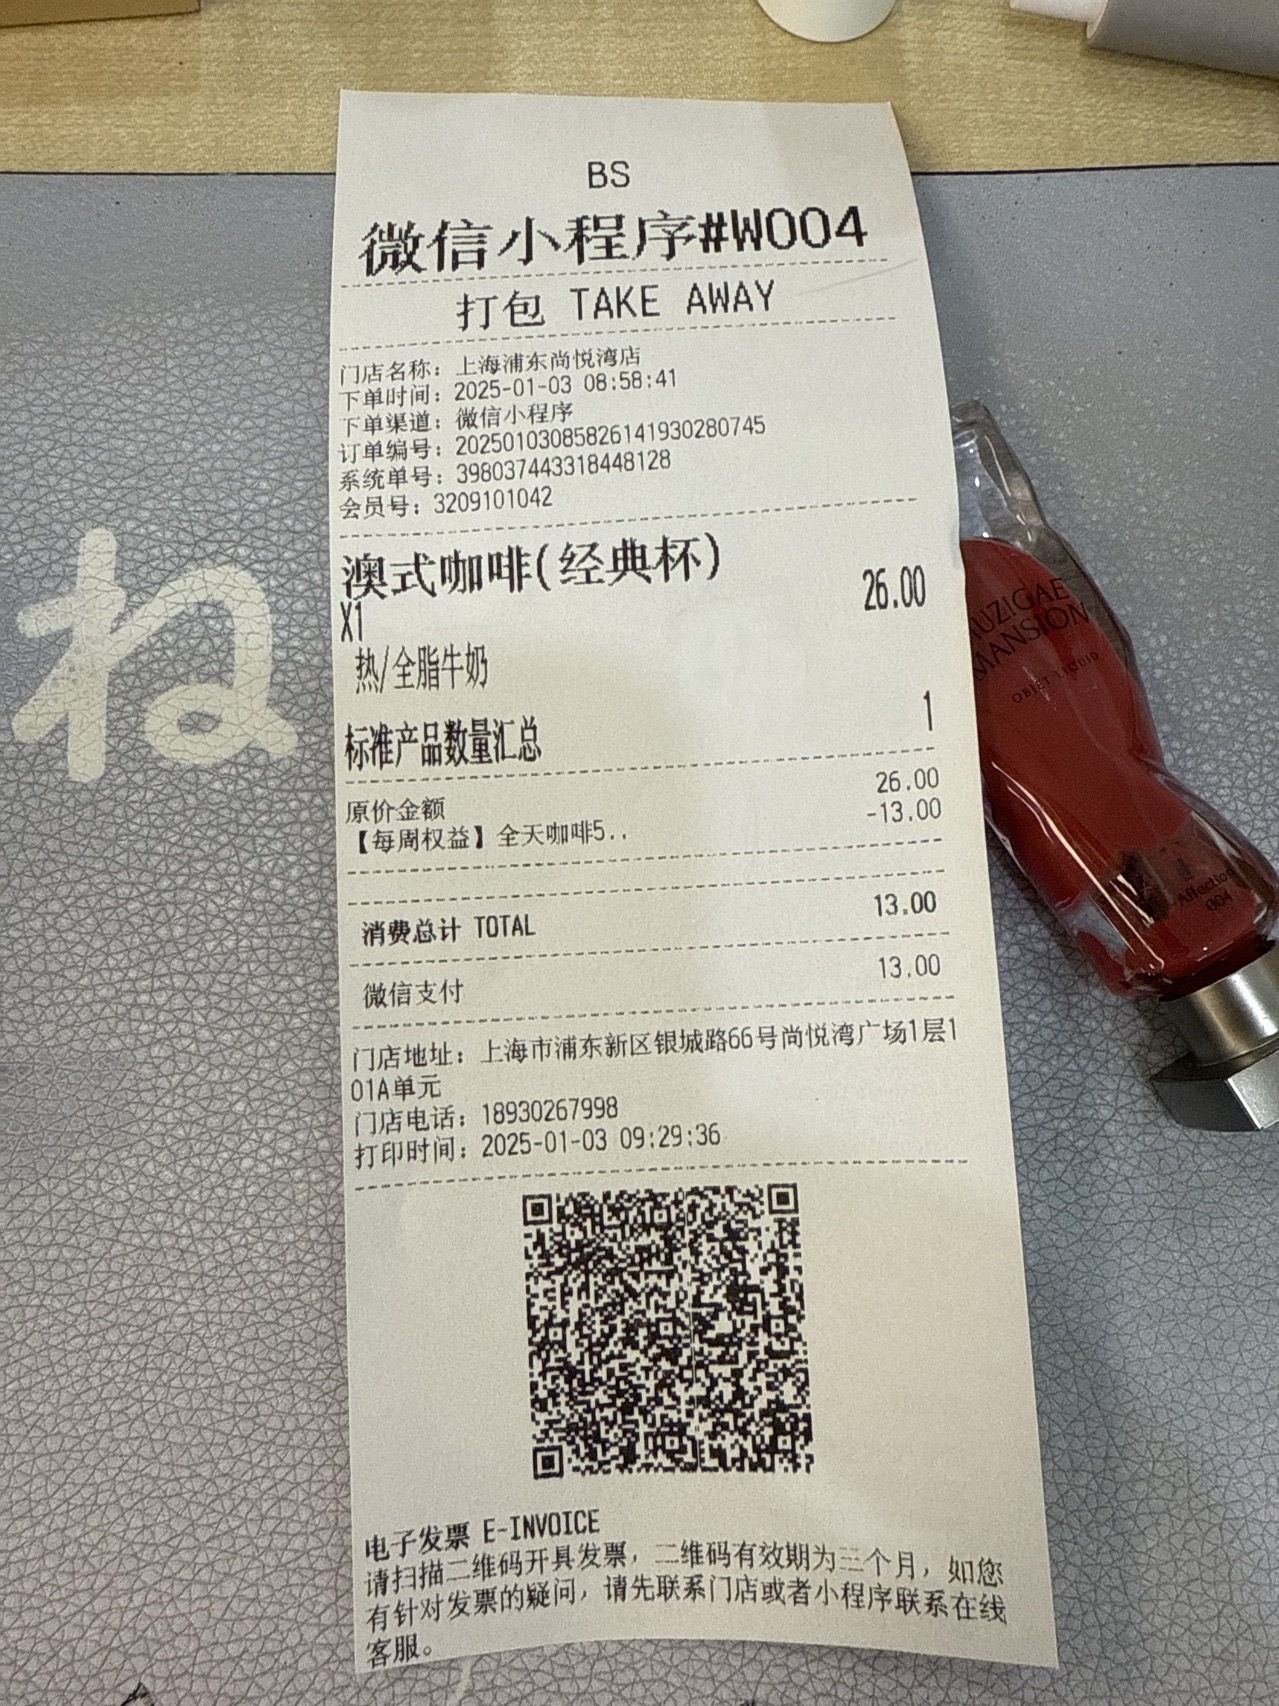 BS
微信小程序#W004
打包 TAKE AWAY
门店名称：上海浦东尚悦湾店
下单时间：2025-01-03 08:58:41
下单渠道：微信小程序
订单编号：20250103085826141930280745
系统单号：398037443318448128
会员号：3209101042
澳式咖啡(经典杯)
X1 26.00
热/全脂牛奶
标准产品数量汇总 1
原价金额 26.00
【每周权益】全天咖啡5.. -13.00
消费总计 TOTAL 13.00
微信支付 13.00
门店地址：上海市浦东新区银城路66号尚悦湾广场1层1
01A单元
门店电话：18930267998
打印时间：2025-01-03 09:29:36
电子发票 E-INVOICE
请扫描二维码开具发票，二维码有效期为三个月，如您
有针对发票的疑问，请先联系门店或者小程序联系在线
客服。
ね
UZIGAE
MANSION
OBJET LIQUID
Affection
004